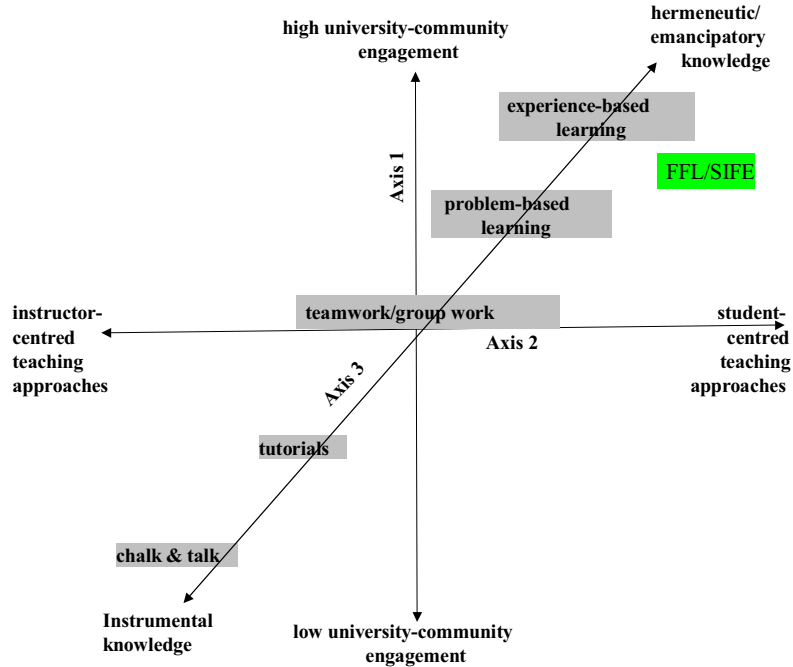 hermeneutic/
emancipatory
knowledge
high university-community
engagement
experience-based
learning
Axis 1
FFL/SIFE
problem-based
learning
instructor-
centred
teaching
approaches
teamwork/group work
student-
centred
teaching
approaches
Axis 2
Axis 3
tutorials
chalk & talk
Instrumental
knowledge
low university-community
engagement